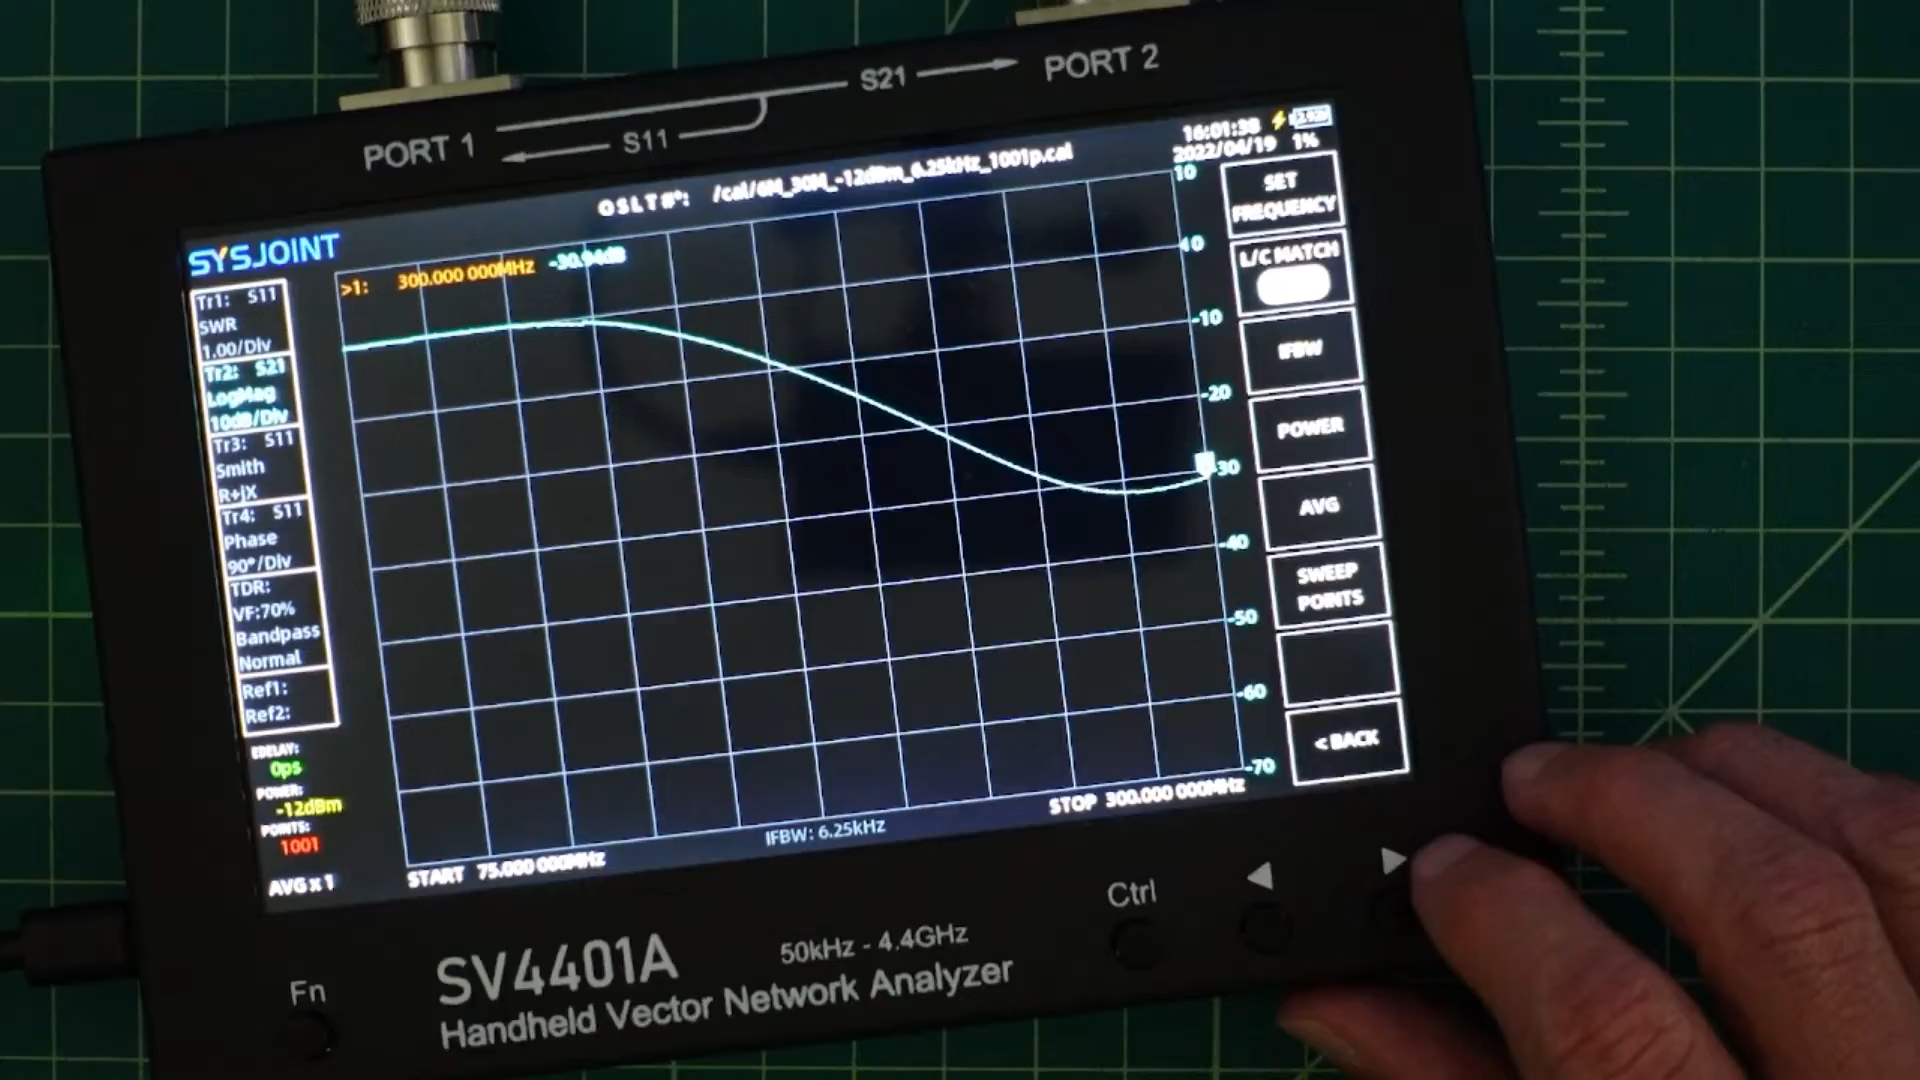 PORT 1
S11
S21
PORT 2
16:01:38
2022/04/19 1%
OSLT#*: /cal/6M_30M_-12dBm_6.25kHz_1001p.cal
SYSJOINT
>1: 300.000 000MHz -30.94dB
Tr1: S11
SWR
1.00/Div
Tr2: S21
LogMag
10dB/Div
Tr3: S11
Smith
R+jX
Tr4: S11
Phase
90°/Div
TDR:
VF:70%
Bandpass
Normal
Ref1:
Ref2:
EDELAY:
0ps
POWER:
-12dBm
POINTS:
1001
AVG x 1
10
-10
-20
-30
-40
-50
-60
-70
SET
FREQUENCY
L/C MATCH
IFBW
POWER
AVG
SWEEP
POINTS
< BACK
START 75.000 000MHz
IFBW: 6.25kHz
STOP 300.000 000MHz
Fn
SV4401A
50kHz - 4.4GHz
Handheld Vector Network Analyzer
Ctrl